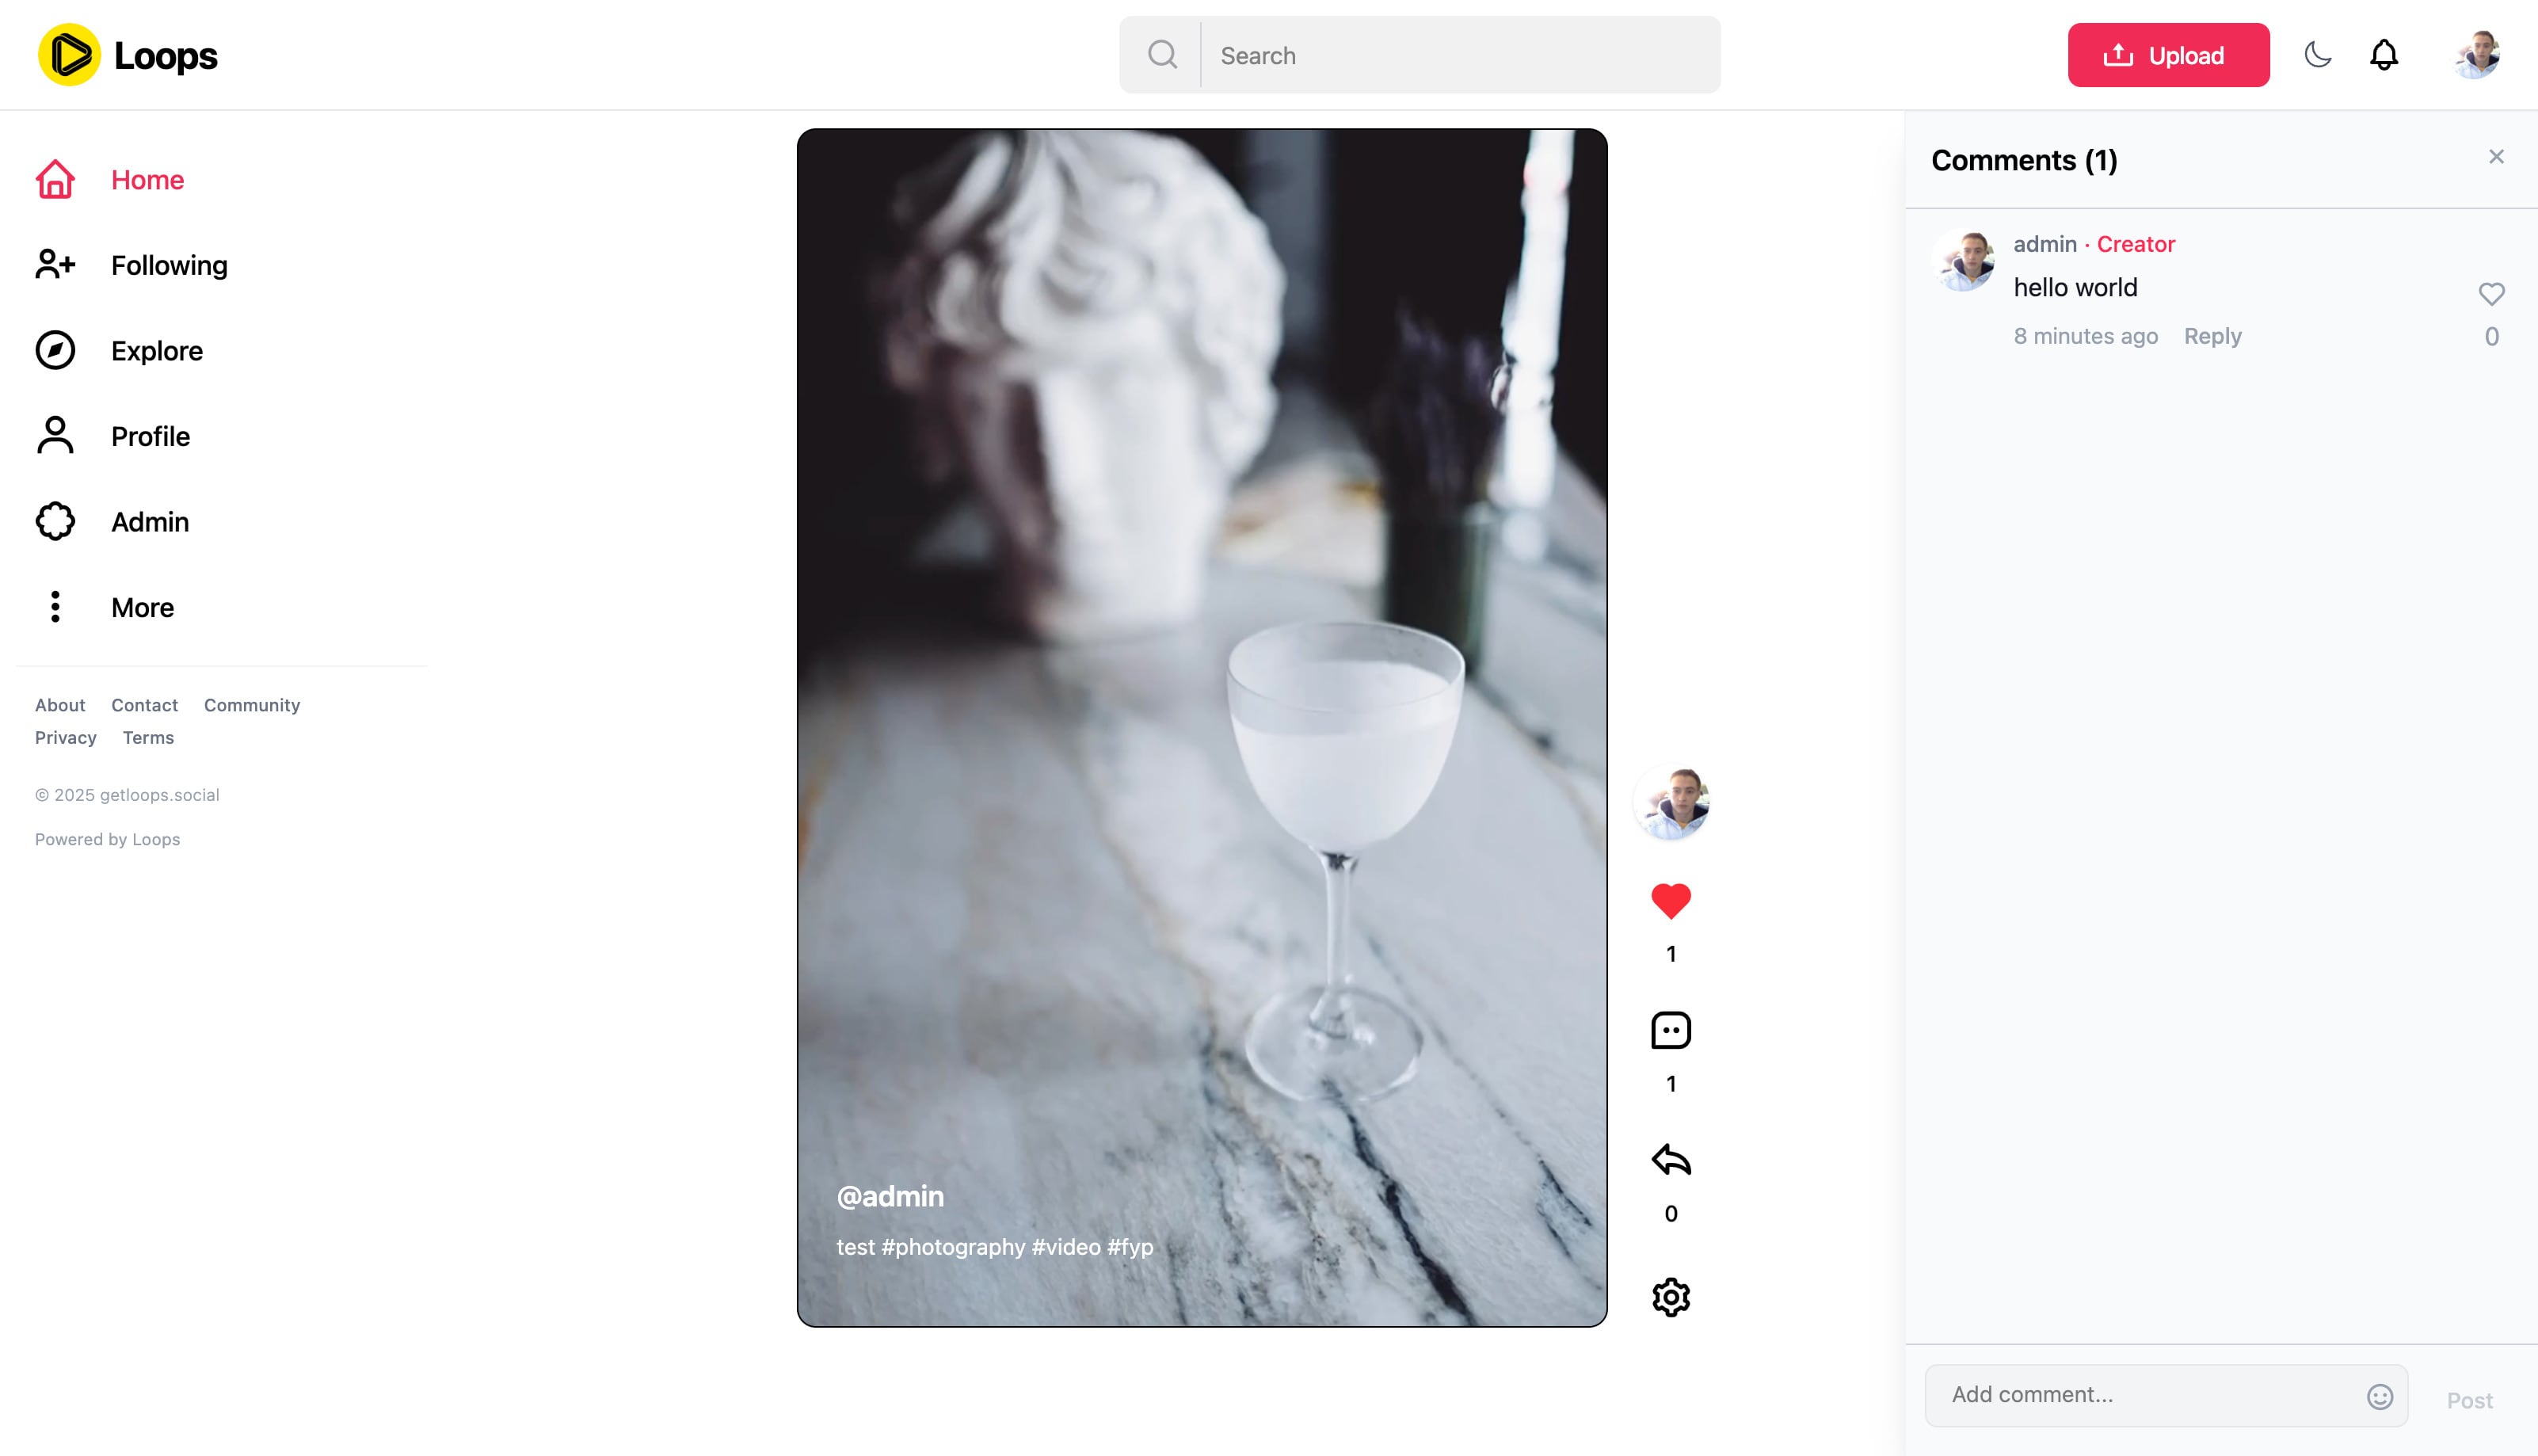 Loops
Search
Upload
Home
Following
Explore
Profile
Admin
More
About Contact Community
Privacy Terms
© 2025 getloops.social
Powered by Loops
@admin
test #photography #video #fyp
1
1
0
Comments (1)
admin · Creator
hello world
8 minutes ago Reply
0
Add comment...
Post